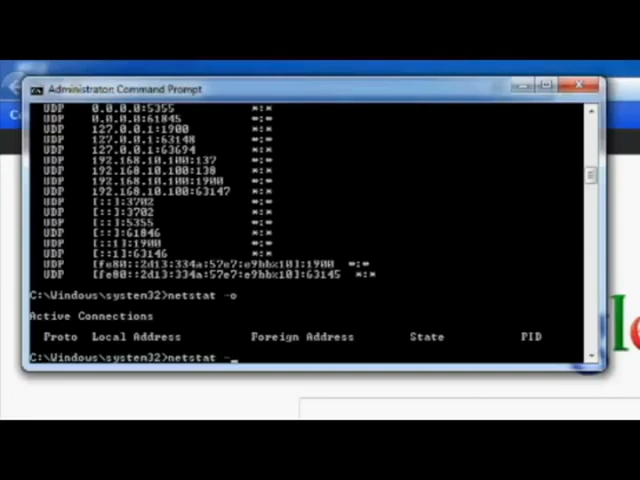 Administrator: Command Prompt
UDP 0.0.0.0:5355 *:*
UDP 0.0.0.0:61845 *:*
UDP 127.0.0.1:1900 *:*
UDP 127.0.0.1:63148 *:*
UDP 127.0.0.1:63694 *:*
UDP 192.168.10.100:137 *:*
UDP 192.168.10.100:138 *:*
UDP 192.168.10.100:1900 *:*
UDP 192.168.10.100:63147 *:*
UDP [::]:3702 *:*
UDP [::]:3702 *:*
UDP [::]:5355 *:*
UDP [::]:61846 *:*
UDP [::1]:1900 *:*
UDP [::1]:63146 *:*
UDP [fe80::2d13:334a:57e7:e9bb%10]:1900 *:*
UDP [fe80::2d13:334a:57e7:e9bb%10]:63145 *:*
C:\Windows\system32>netstat -o
Active Connections
Proto Local Address Foreign Address State PID
C:\Windows\system32>netstat -_